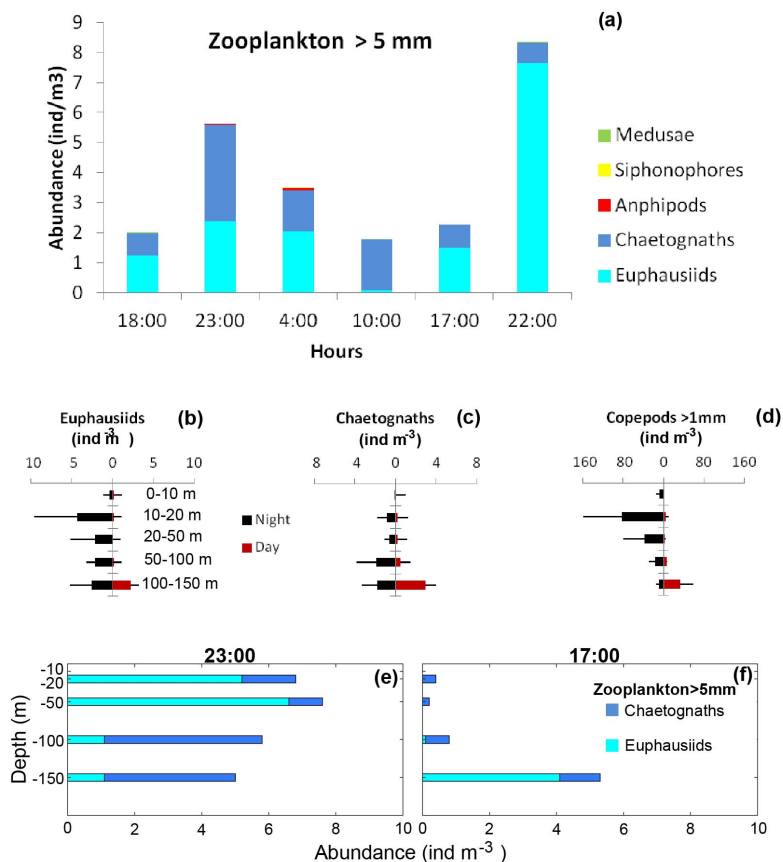 Zooplankton > 5 mm
(a)
Abundance (ind/m3)
9
8
7
6
5
4
3
2
1
0
18:00 23:00 4:00 10:00 17:00 22:00
Hours
Medusae
Siphonophores
Anphipods
Chaetognaths
Euphausiids
Euphausiids (b)
(ind m-3)
10 5 0 5 10
0-10 m
10-20 m
20-50 m
50-100 m
100-150 m
Night
Day
Chaetognaths (c)
(ind m-3)
8 4 0 4 8
Copepods >1mm (d)
(ind m-3)
160 80 0 80 160
23:00
(e)
Depth (m)
-10
-20
-50
-100
-150
0 2 4 6 8 10
17:00
(f)
Zooplankton>5mm
Chaetognaths
Euphausiids
0 2 4 6 8 10
Abundance (ind m-3)